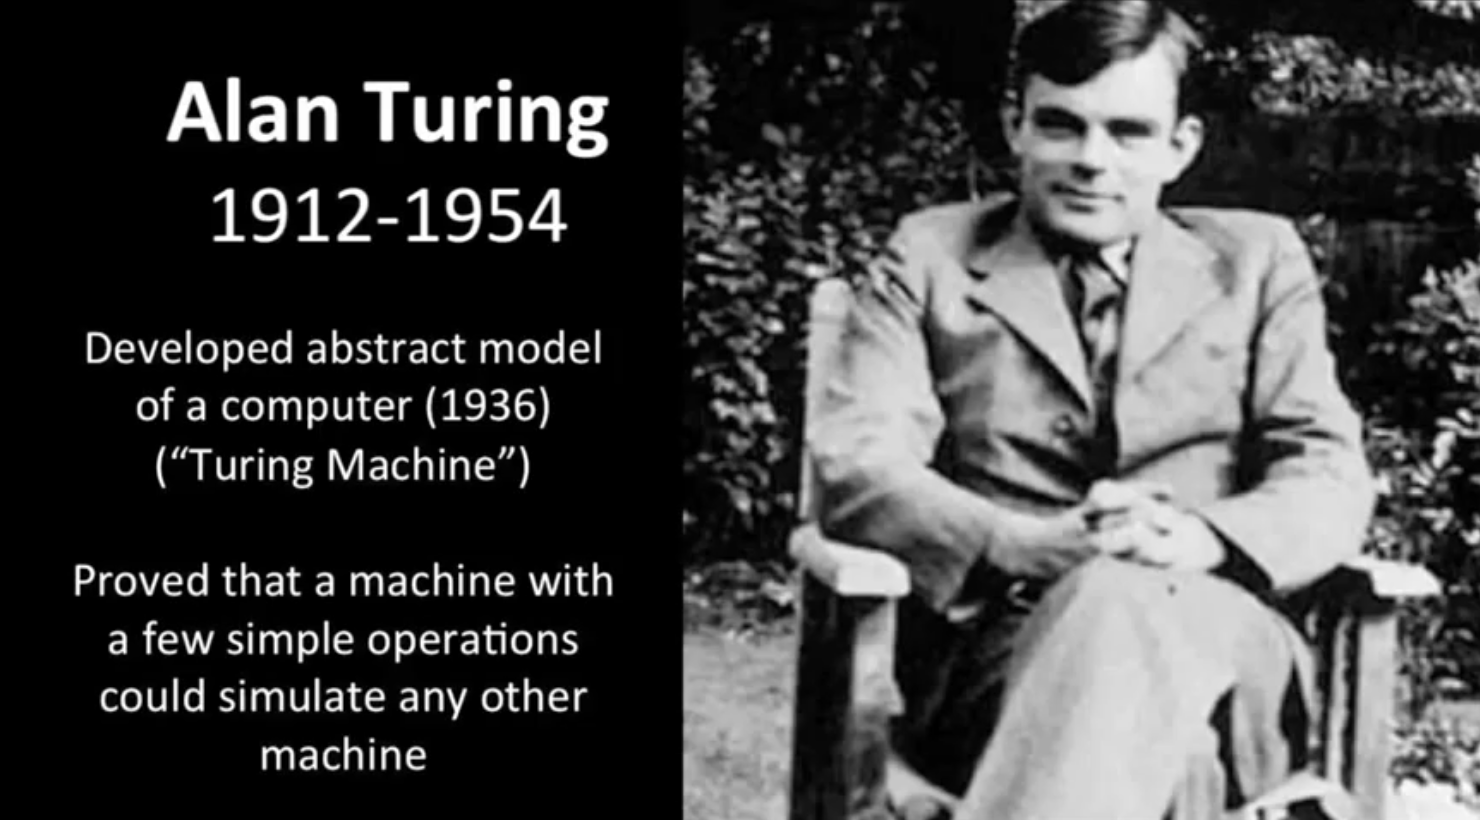 Alan Turing
1912-1954
Developed abstract model
of a computer (1936)
(“Turing Machine”)
Proved that a machine with
a few simple operations
could simulate any other
machine